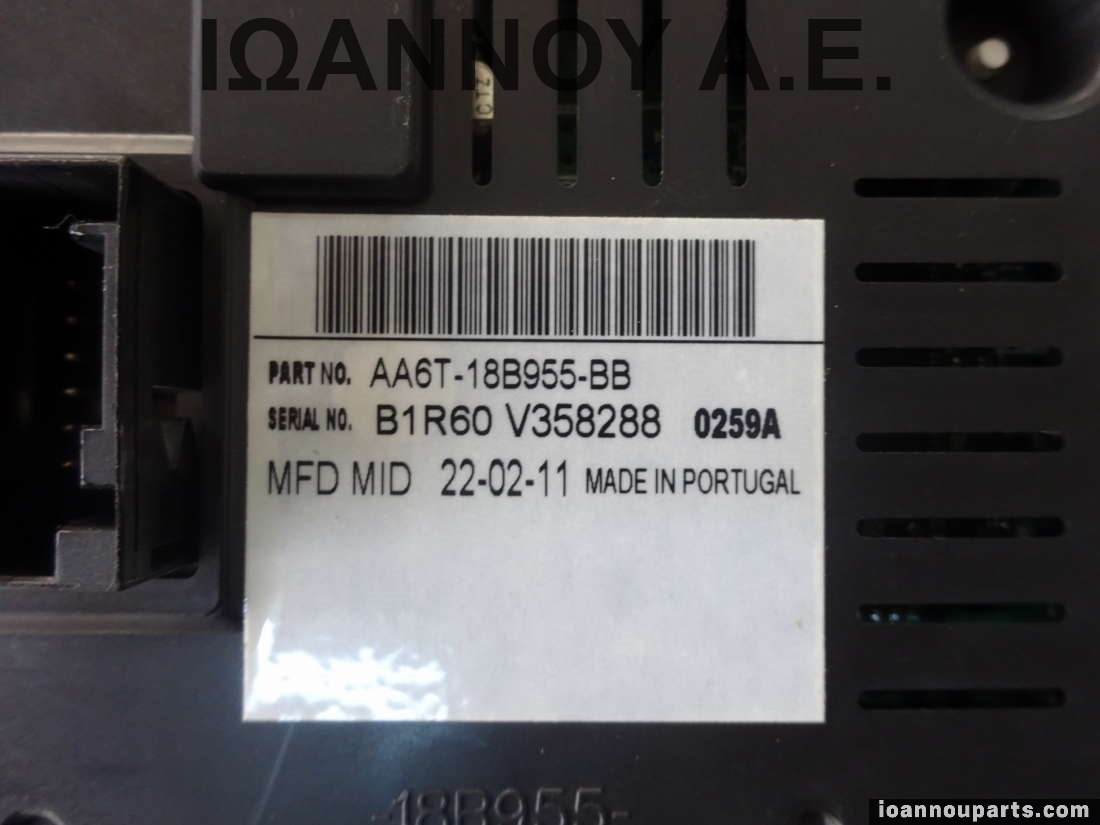 ΙΩΑΝΝΟΥ Α.Ε.
CTZ
PART NO. AA6T-18B955-BB
SERIAL NO. B1R60 V358288 0259A
MFD MID 22-02-11 MADE IN PORTUGAL
-18B955-
ioannouparts.com